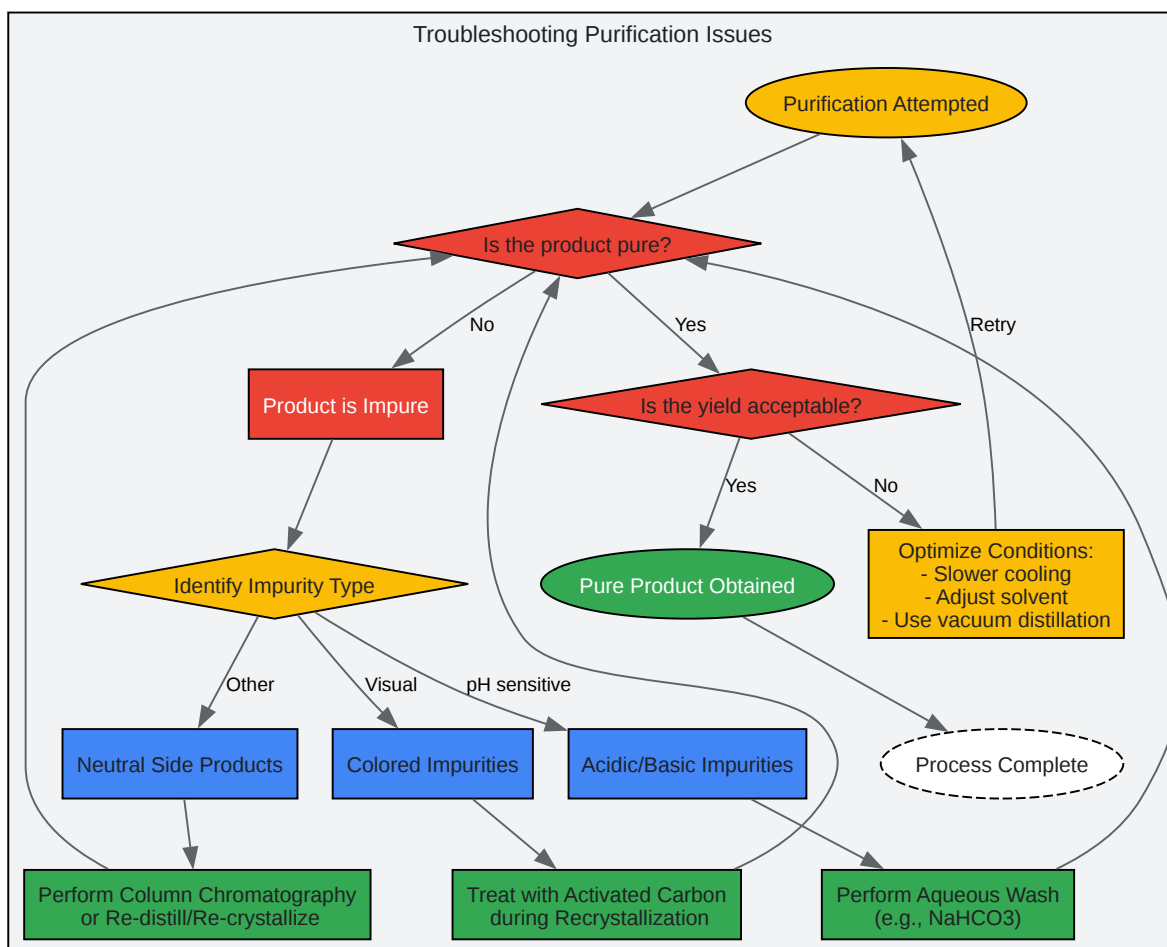 Troubleshooting Purification Issues
Purification Attempted
Is the product pure?
No
Yes
Retry
Product is Impure
Is the yield acceptable?
Yes
No
Optimize Conditions:
- Slower cooling
- Adjust solvent
- Use vacuum distillation
Identify Impurity Type
Pure Product Obtained
Other
Visual
pH sensitive
Neutral Side Products
Colored Impurities
Acidic/Basic Impurities
Process Complete
Perform Column Chromatography
or Re-distill/Re-crystallize
Treat with Activated Carbon
during Recrystallization
Perform Aqueous Wash
(e.g., NaHCO3)